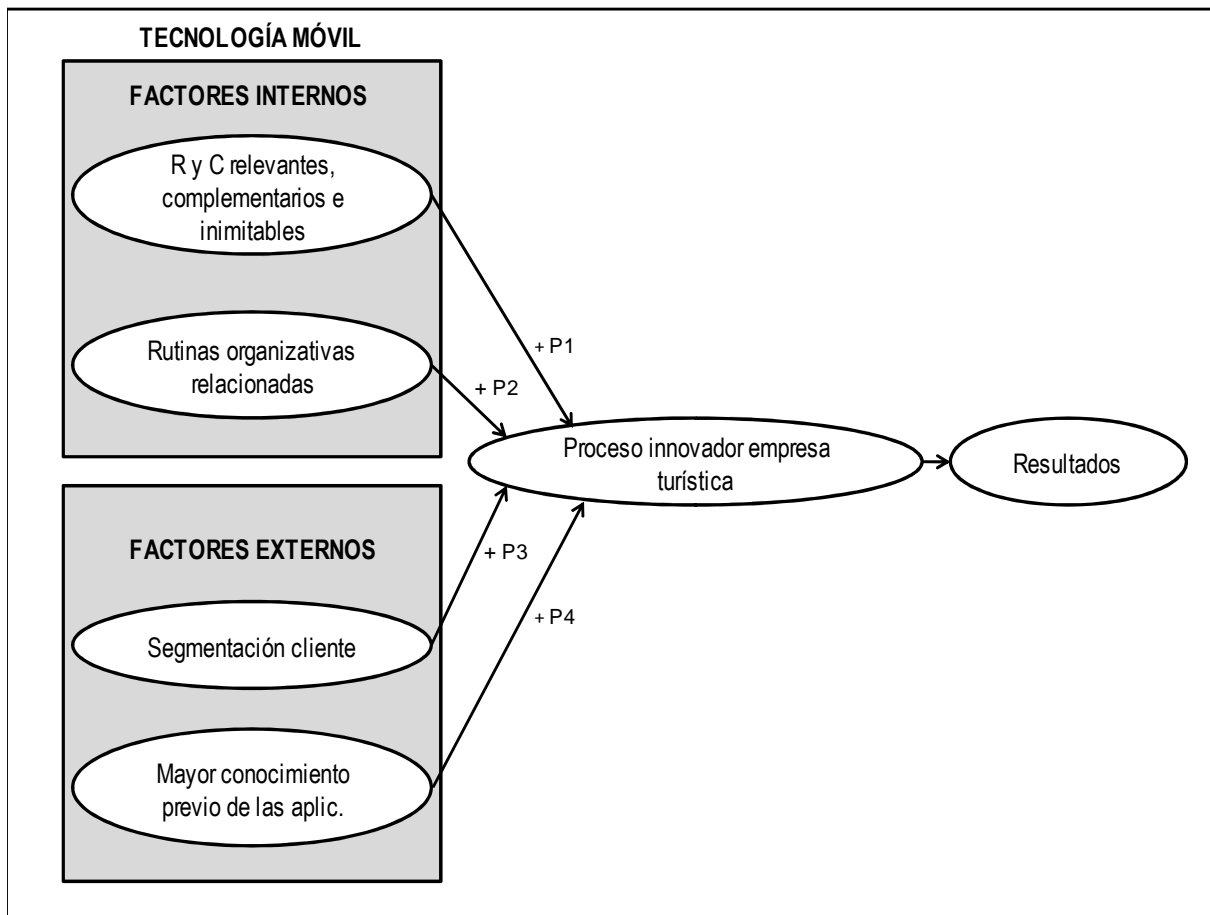 TECNOLOGÍA MÓVIL
FACTORES INTERNOS
R y C relevantes,
complementarios e
inimitables
Rutinas organizativas
relacionadas
+ P1
+ P2
Proceso innovador empresa
turística
Resultados
FACTORES EXTERNOS
+ P3
+ P4
Segmentación cliente
Mayor conocimiento
previo de las aplic.